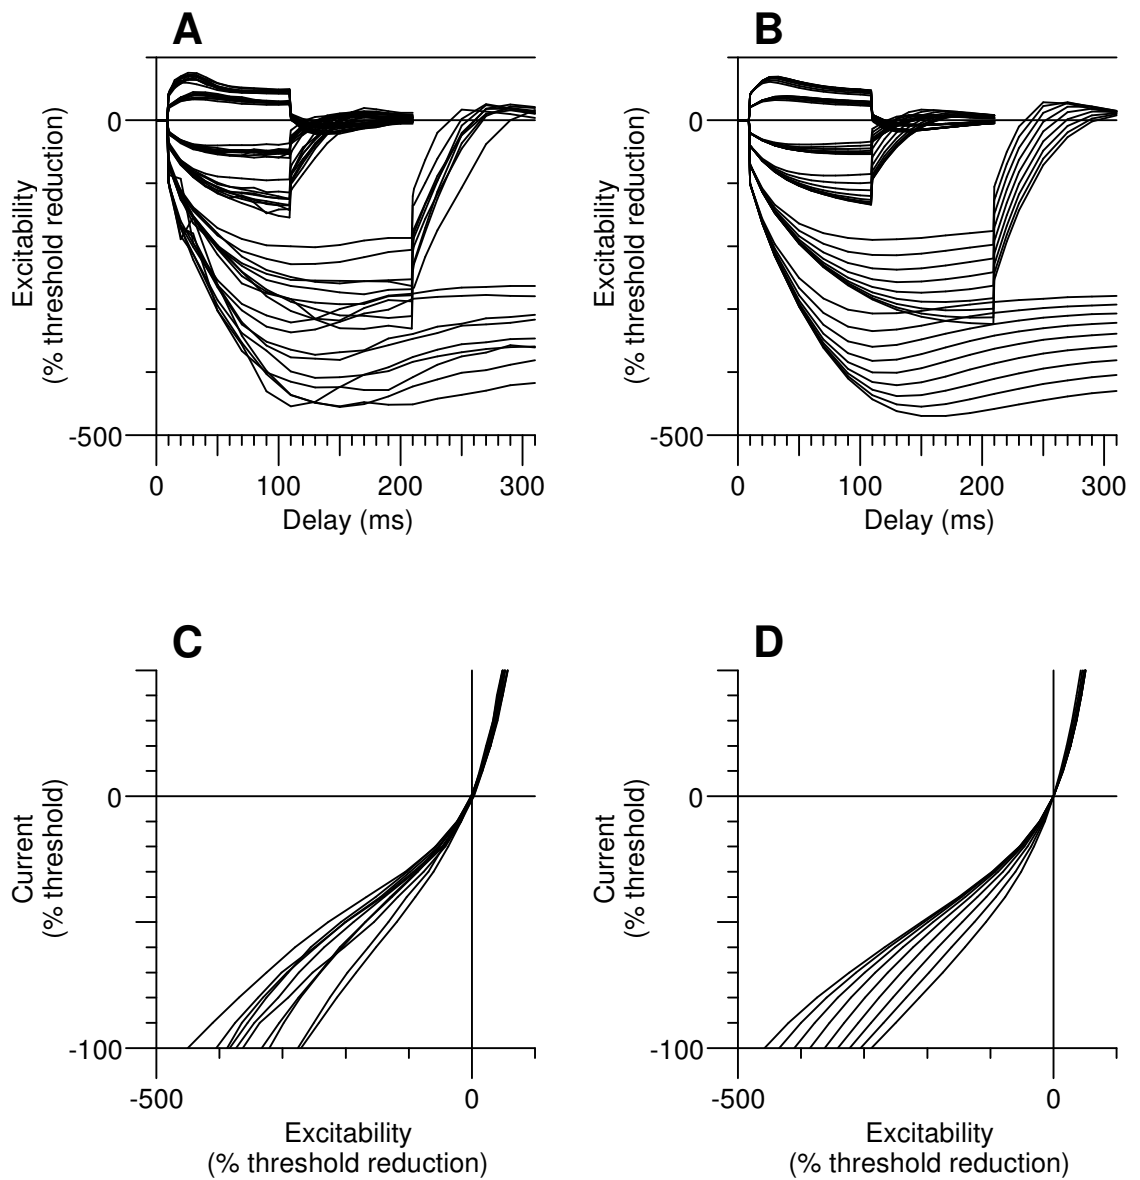 A
B
Excitability
(% threshold reduction)
0
-500
0
100
200
300
Delay (ms)
Excitability
(% threshold reduction)
0
-500
0
100
200
300
Delay (ms)
C
D
Current
(% threshold)
0
-100
-500
0
Excitability
(% threshold reduction)
Current
(% threshold)
0
-100
-500
0
Excitability
(% threshold reduction)